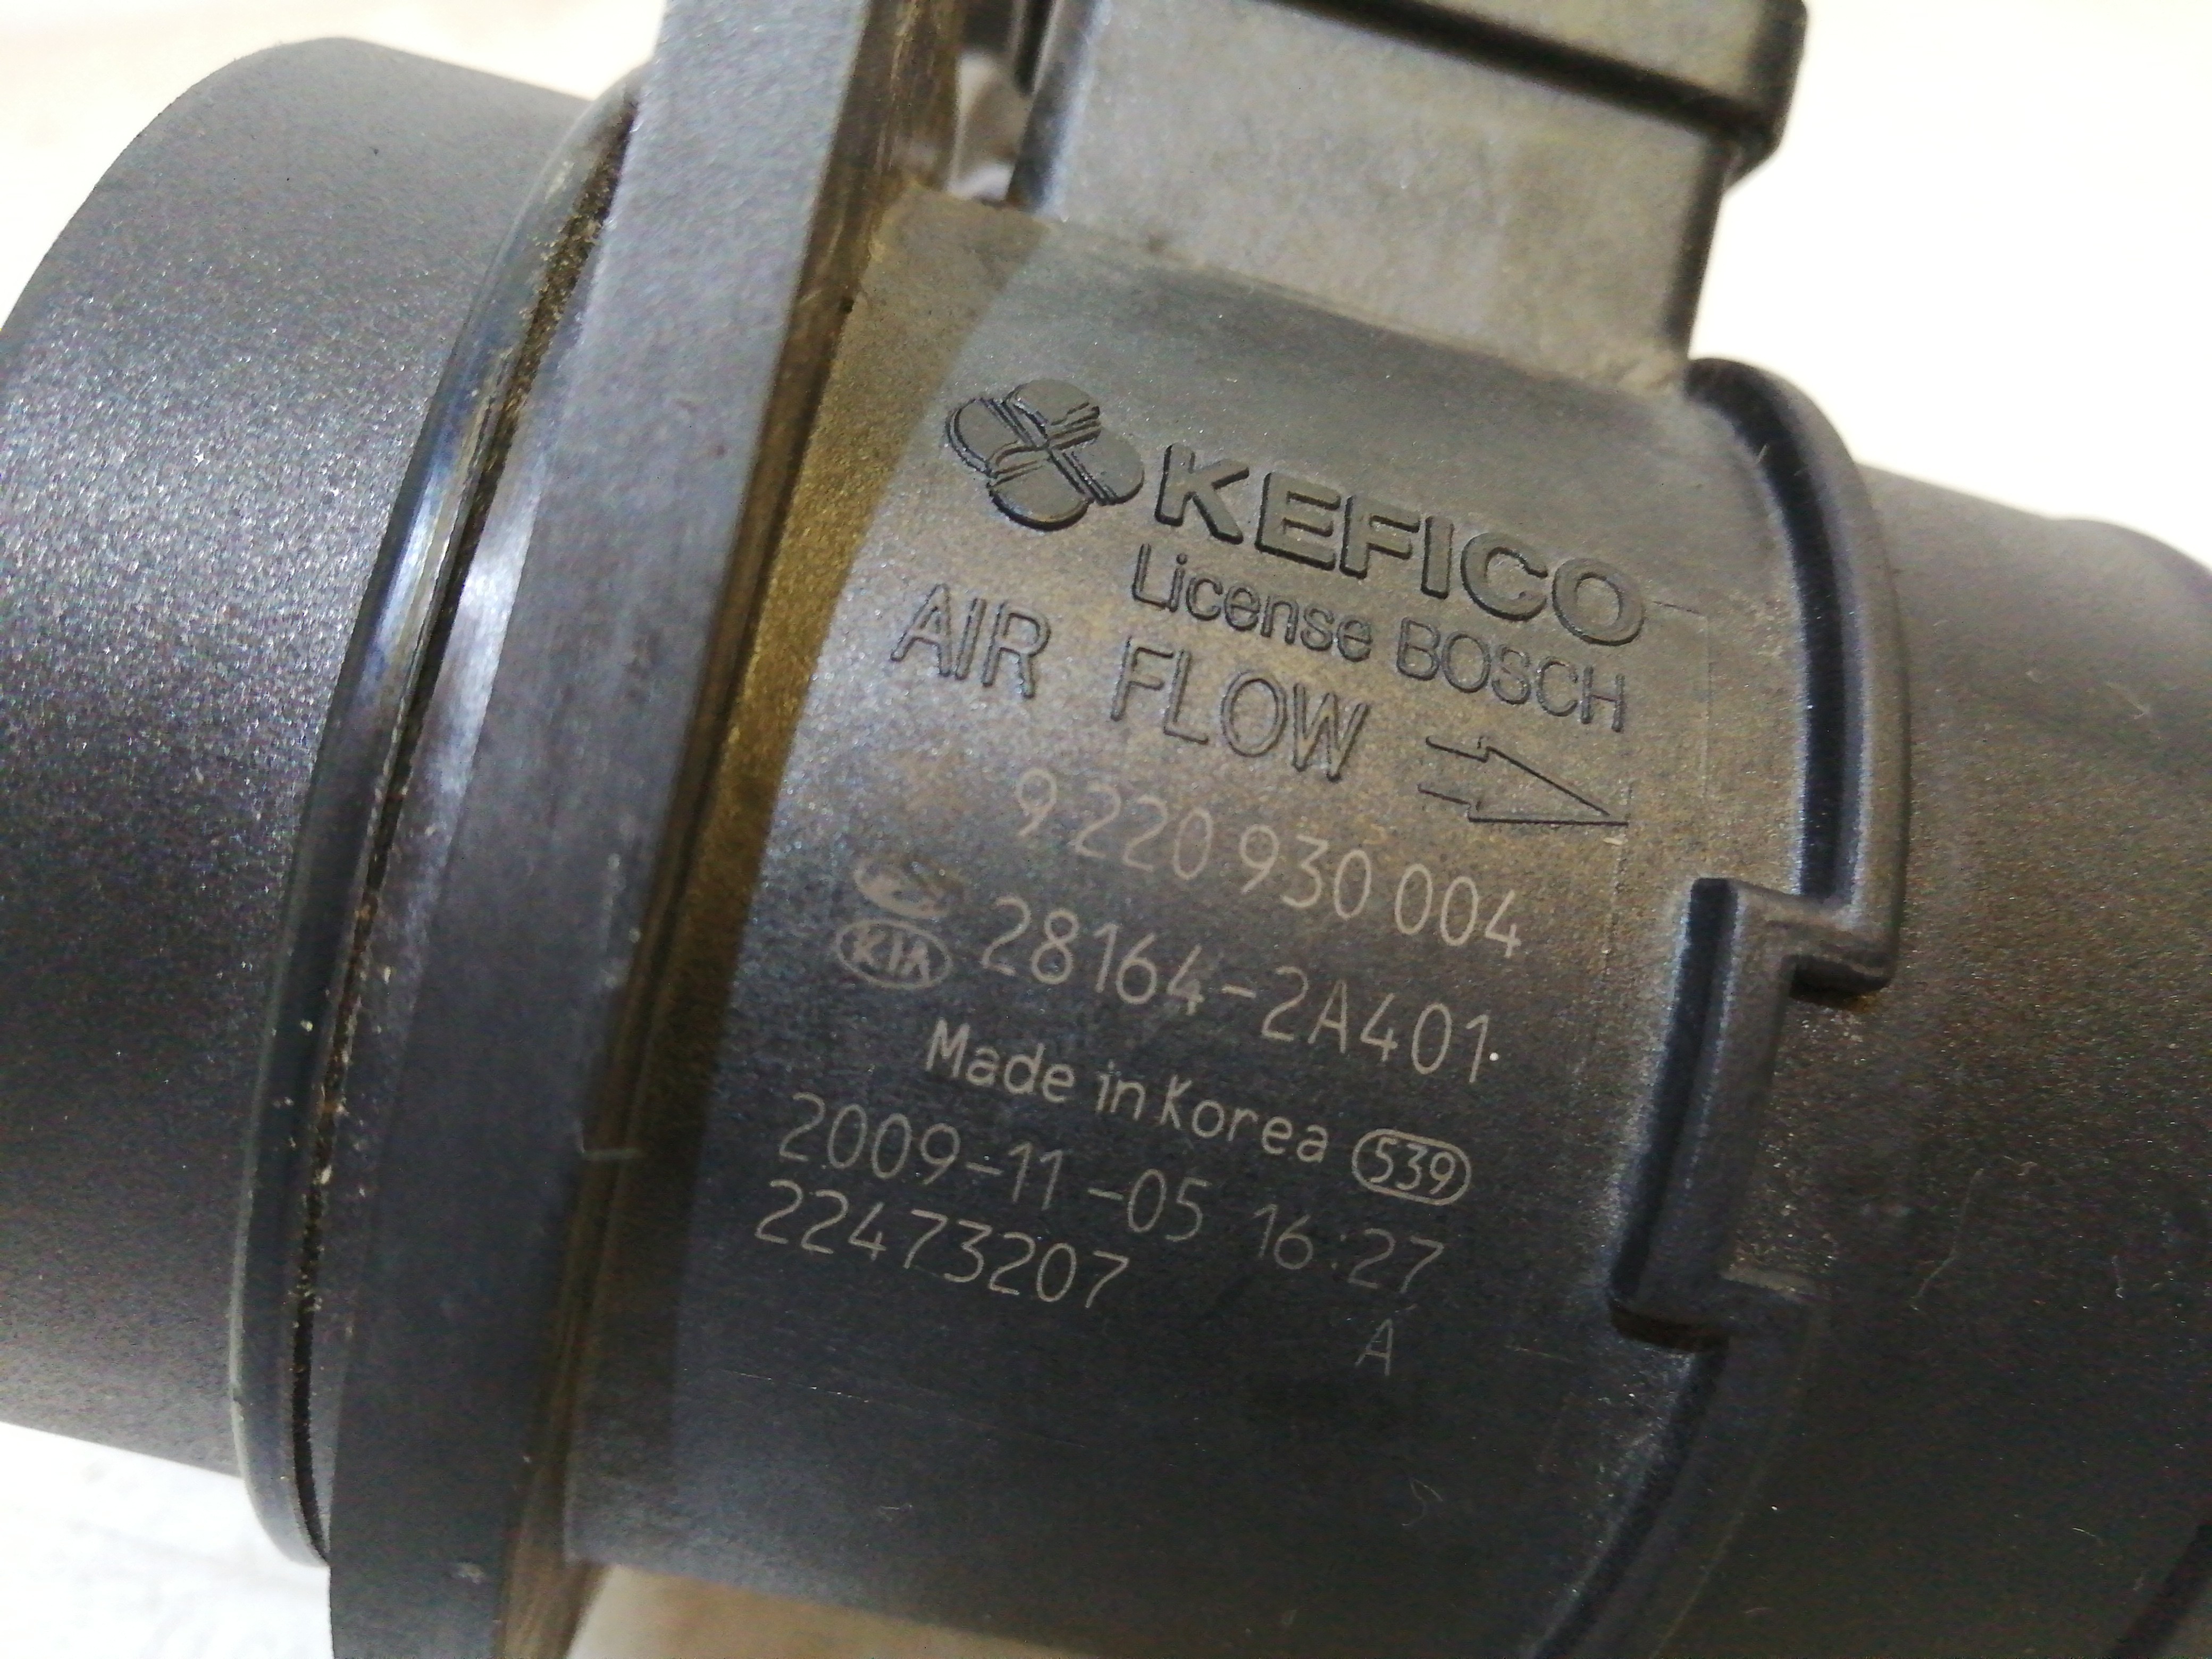 KEFICO
License BOSCH
AIR FLOW
9 220 930 004
KIA 28164-2A401
Made in Korea 539
2009-11-05 16:27
22473207
A